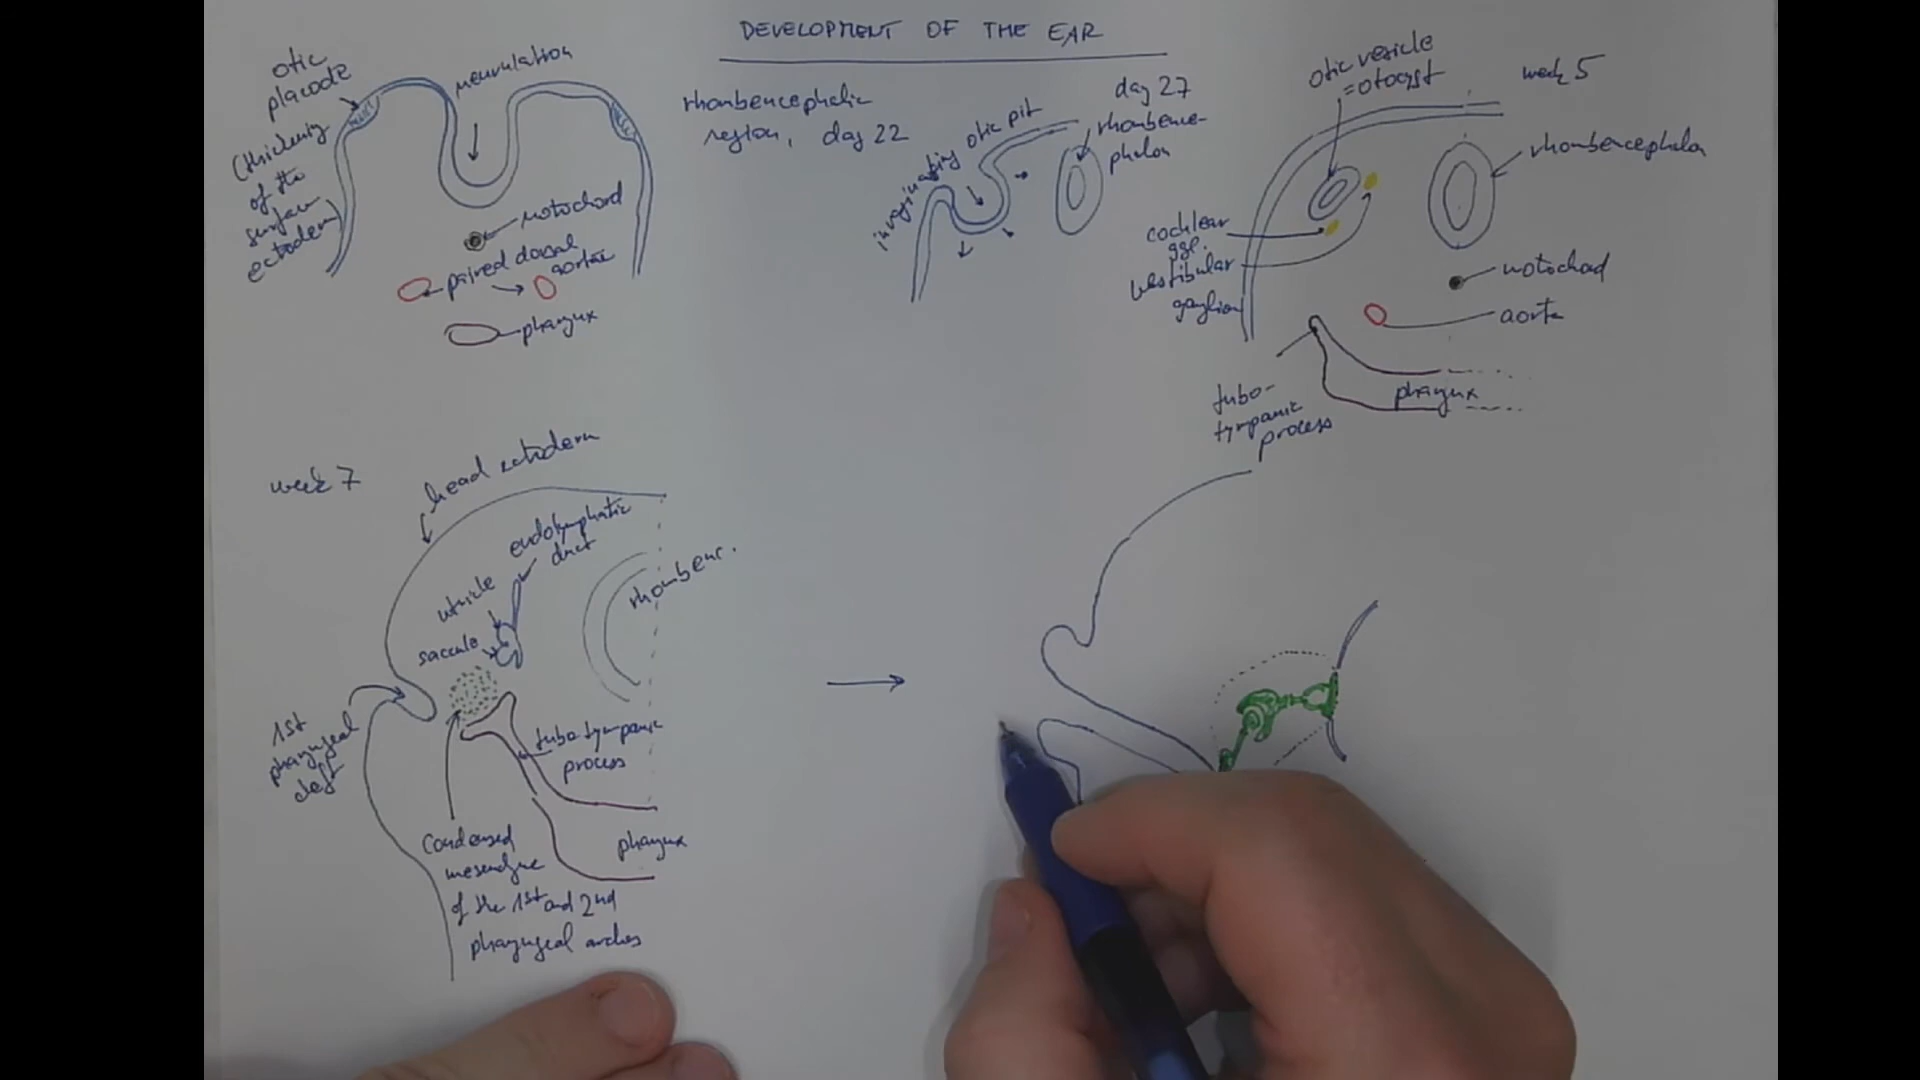 DEVELOPMENT OF THE EAR
otic
placode
(thickening
of the
surface
ectoderm)
neurulation
notochord
paired dorsal
aortae
pharynx
rhombencephalic
region, day 22
day 27
invaginating otic pit
rhombence-
phalon
week 5
otic vesicle
=otocyst
rhombencephalon
cochlear
ggl.
vestibular
ganglion
notochord
aorta
tubo-
tympanic
process
pharynx
week 7
head ectoderm
endolymphatic
duct
utricle
saccule
rhombenc.
1st
pharyngeal
cleft
tubo tympanic
process
pharynx
Condensed
mesenchyme
of the 1st and 2nd
pharyngeal arches